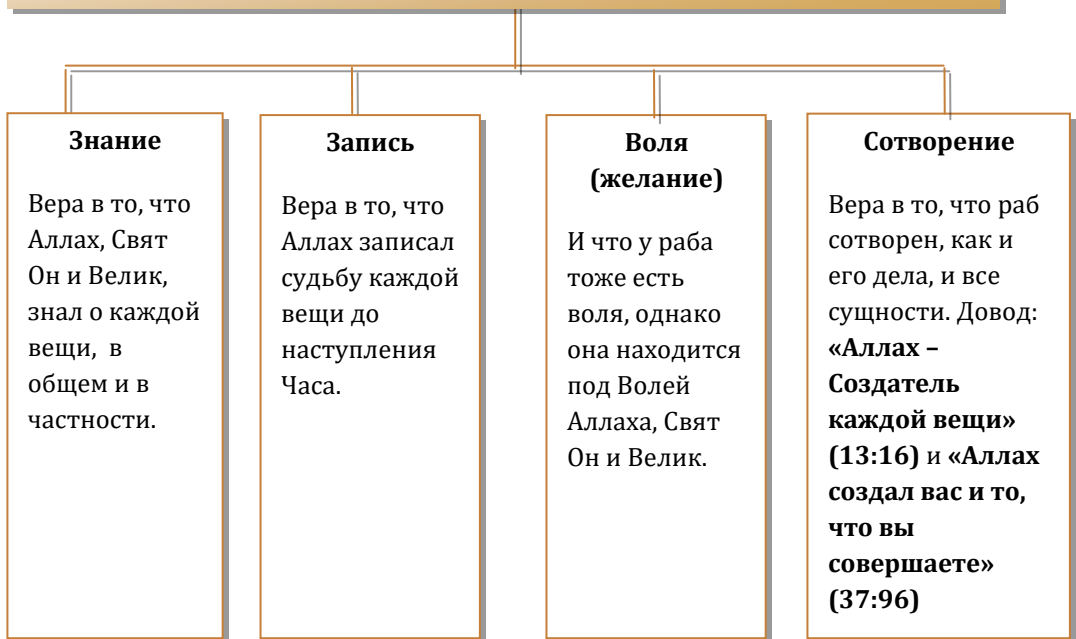 Знание
Вера в то, что
Аллах, Свят
Он и Велик,
знал о каждой
вещи, в
общем и в
частности.
Запись
Вера в то, что
Аллах записал
судьбу каждой
вещи до
наступления
Часа.
Воля
(желание)
И что у раба
тоже есть
воля, однако
она находится
под Волей
Аллаха, Свят
Он и Велик.
Сотворение
Вера в то, что раб
сотворен, как и
его дела, и все
сущности. Довод:
«Аллах –
Создатель
каждой вещи»
(13:16) и «Аллах
создал вас и то,
что вы
совершаете»
(37:96)